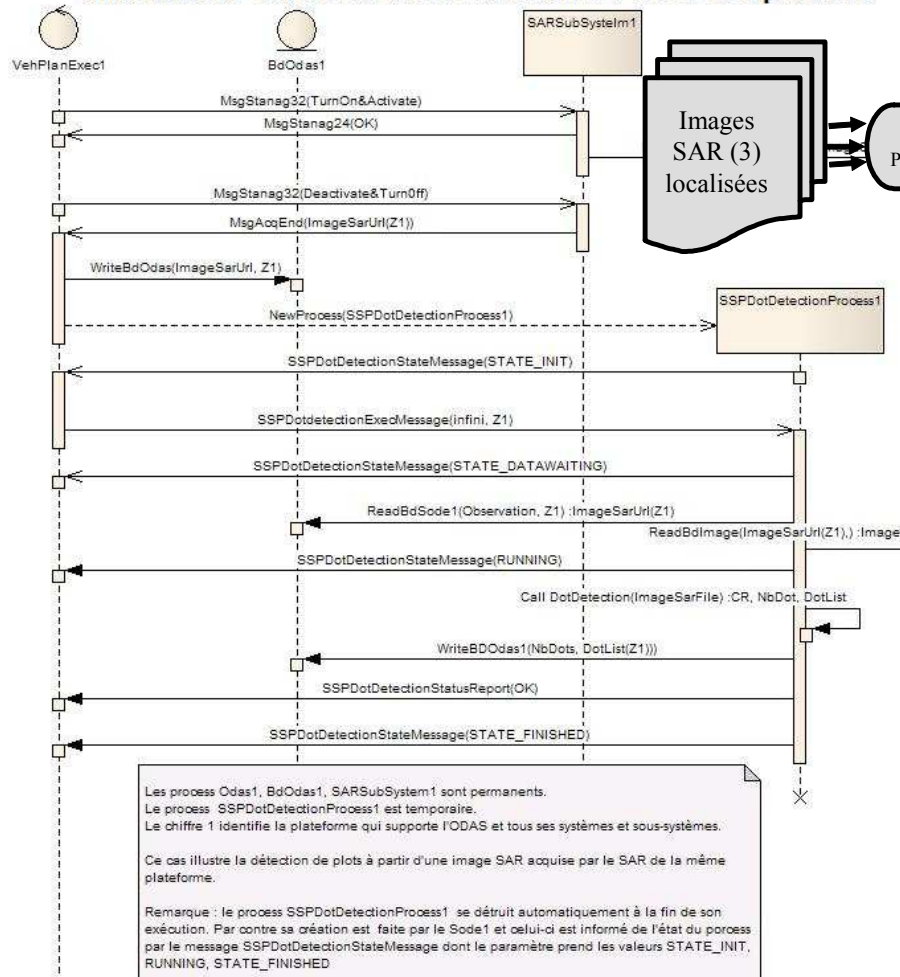 SARSubSysteIm1
VehPlanExec1
BdOdas1
MsgStanag32(TurnOn&Activate)
MsgStanag24(OK)
Images
SAR (3)
localisées
P
MsgStanag32(Deactivate&Turn0ff)
MsgAcqEnd(ImageSarUrl(Z1))
WriteBdOdas(ImageSarUrl, Z1)
SSPDotDetectionProcess1
NewProcess(SSPDotDetectionProcess1)
SSPDotDetectionStateMessage(STATE_INIT)
SSPDotdetectionExecMessage(infini, Z1)
SSPDotDetectionStateMessage(STATE_DATAWAITING)
ReadBdSode1(Observation, Z1) :ImageSarUrl(Z1)
ReadBdImage(ImageSarUrl(Z1),) :Image
SSPDotDetectionStateMessage(RUNNING)
Call DotDetection(ImageSarFile) :CR, NbDot, DotList
WriteBDOdas1(NbDots, DotList(Z1)))
SSPDotDetectionStatusReport(OK)
SSPDotDetectionStateMessage(STATE_FINISHED)
Les process Odas1, BdOdas1, SARSubSystem1 sont permanents.
Le process SSPDotDetectionProcess1 est temporaire.
Le chiffre 1 identifie la plateforme qui supporte l'ODAS et tous ses systèmes et sous-systèmes.
Ce cas illustre la détection de plots à partir d'une image SAR acquise par le SAR de la même
plateforme.
Remarque : le process SSPDotDetectionProcess1 se détruit automatiquement à la fin de son
exécution. Par contre sa création est faite par le Sode1 et celui-ci est informé de l'état du porcess
par le message SSPDotDetectionStateMessage dont le paramètre prend les valeurs STATE_INIT,
RUNNING, STATE_FINISHED